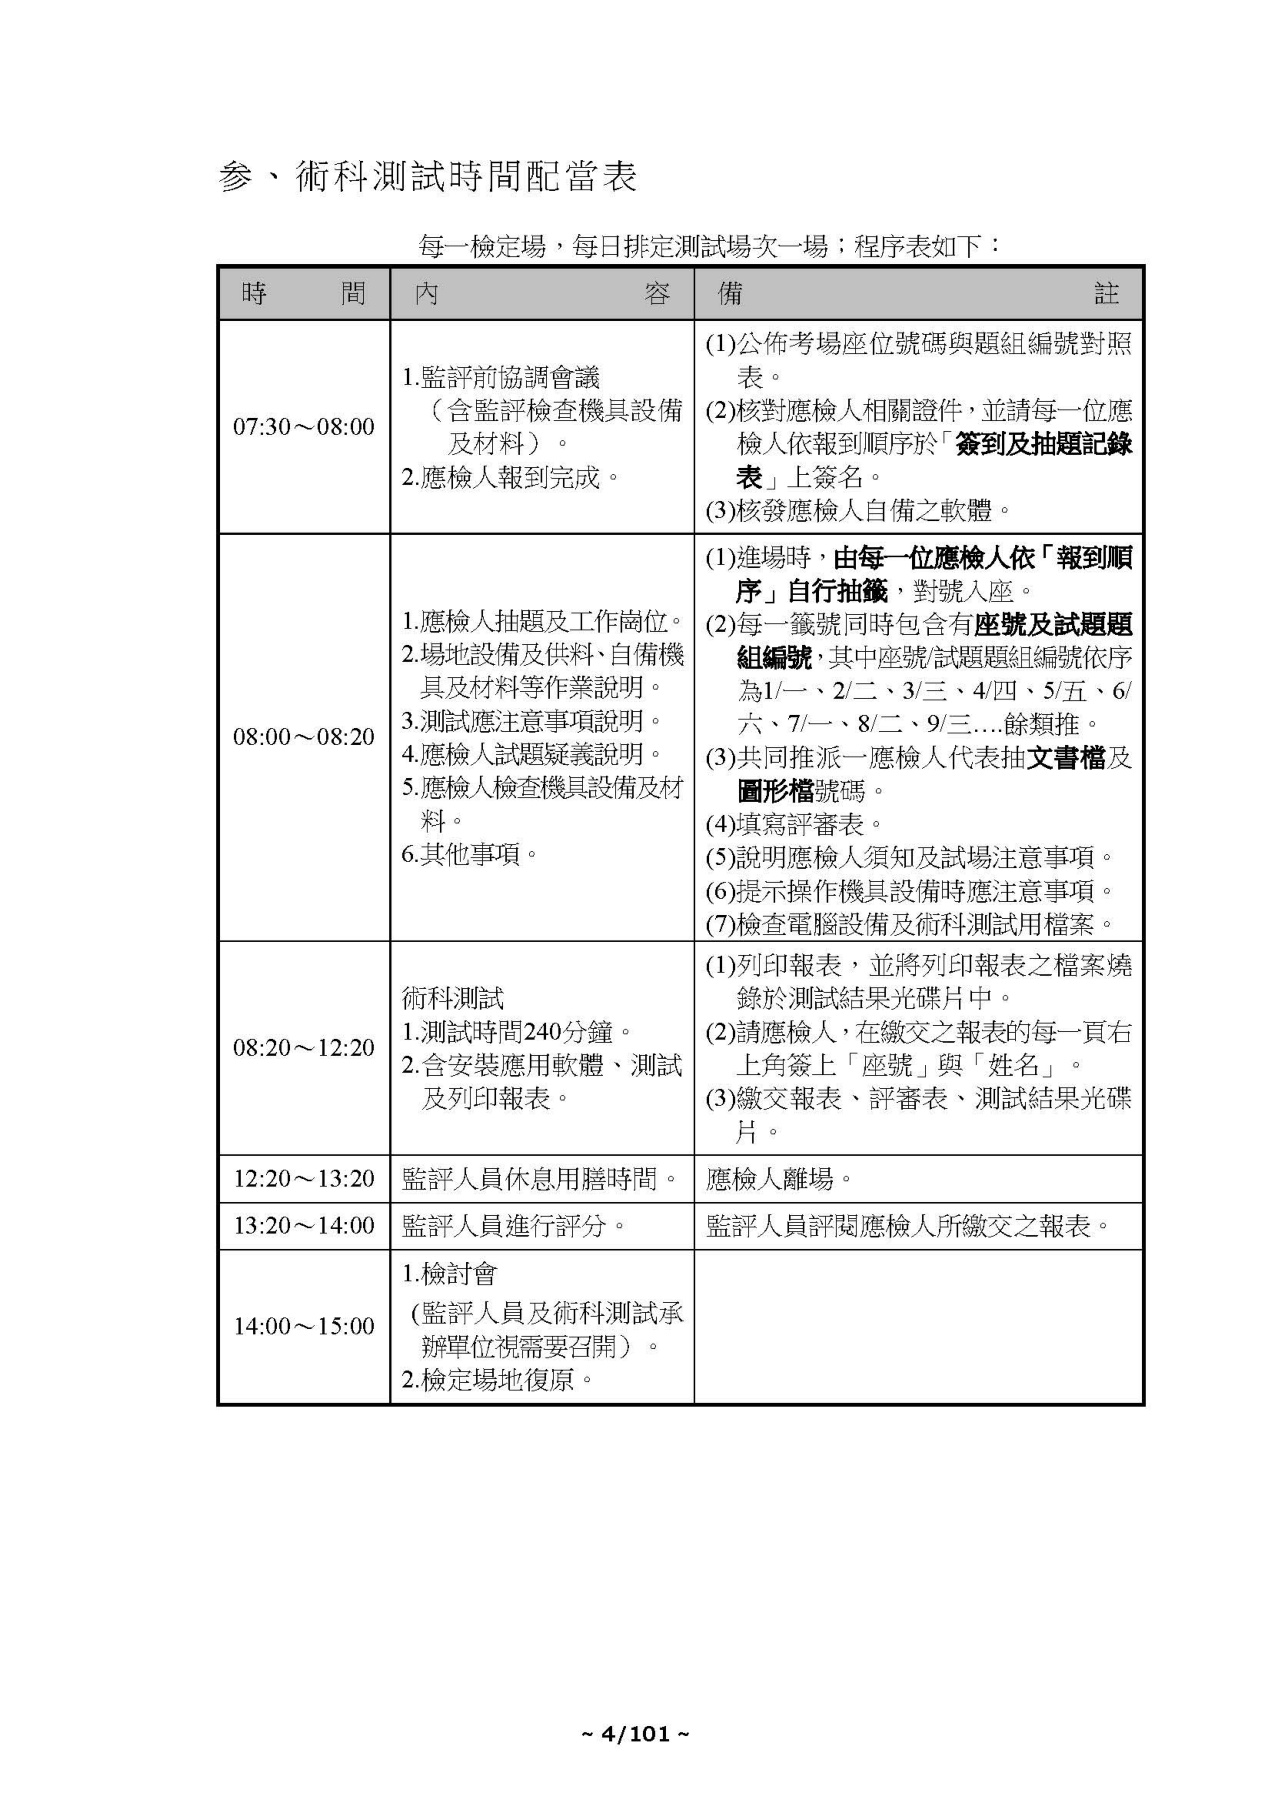 参、術科測試時間配當表
每一檢定場，每日排定測試場次一場；程序表如下：
時 間 內 容 備 註
07:30～08:00
1.監評前協調會議
（含監評檢查機具設備
及材料）。
2.應檢人報到完成。
(1)公佈考場座位號碼與題組編號對照
表。
(2)核對應檢人相關證件，並請每一位應
檢人依報到順序於「簽到及抽題記錄
表」上簽名。
(3)核發應檢人自備之軟體。
08:00～08:20
1.應檢人抽題及工作崗位。
2.場地設備及供料、自備機
具及材料等作業說明。
3.測試應注意事項說明。
4.應檢人試題疑義說明。
5.應檢人檢查機具設備及材
料。
6.其他事項。
(1)進場時，由每一位應檢人依「報到順
序」自行抽籤，對號入座。
(2)每一籤號同時包含有座號及試題題
組編號，其中座號/試題題組編號依序
為1/一、2/二、3/三、4/四、5/五、6/
六、7/一、8/二、9/三....餘類推。
(3)共同推派一應檢人代表抽文書檔及
圖形檔號碼。
(4)填寫評審表。
(5)說明應檢人須知及試場注意事項。
(6)提示操作機具設備時應注意事項。
(7)檢查電腦設備及術科測試用檔案。
08:20～12:20
術科測試
1.測試時間240分鐘。
2.含安裝應用軟體、測試
及列印報表。
(1)列印報表，並將列印報表之檔案燒
錄於測試結果光碟片中。
(2)請應檢人，在繳交之報表的每一頁右
上角簽上「座號」與「姓名」。
(3)繳交報表、評審表、測試結果光碟
片。
12:20～13:20 監評人員休息用膳時間。 應檢人離場。
13:20～14:00 監評人員進行評分。 監評人員評閱應檢人所繳交之報表。
14:00～15:00
1.檢討會
(監評人員及術科測試承
辦單位視需要召開）。
2.檢定場地復原。
~ 4/101 ~